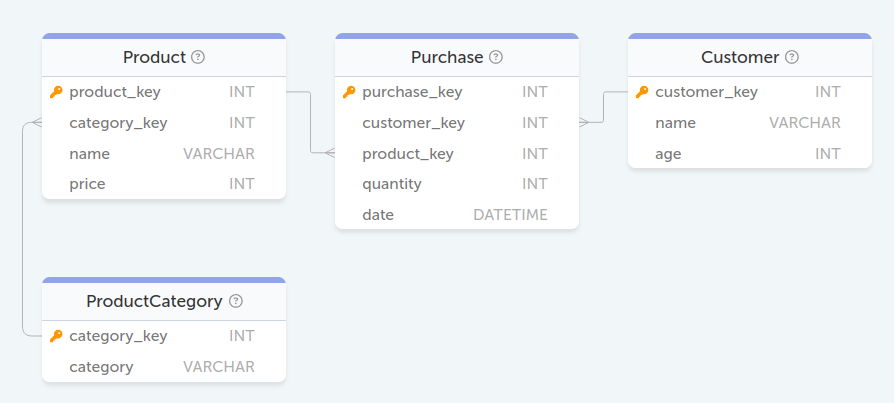 Product ?
product_key INT
category_key INT
name VARCHAR
price INT
Purchase ?
purchase_key INT
customer_key INT
product_key INT
quantity INT
date DATETIME
Customer ?
customer_key INT
name VARCHAR
age INT
ProductCategory ?
category_key INT
category VARCHAR